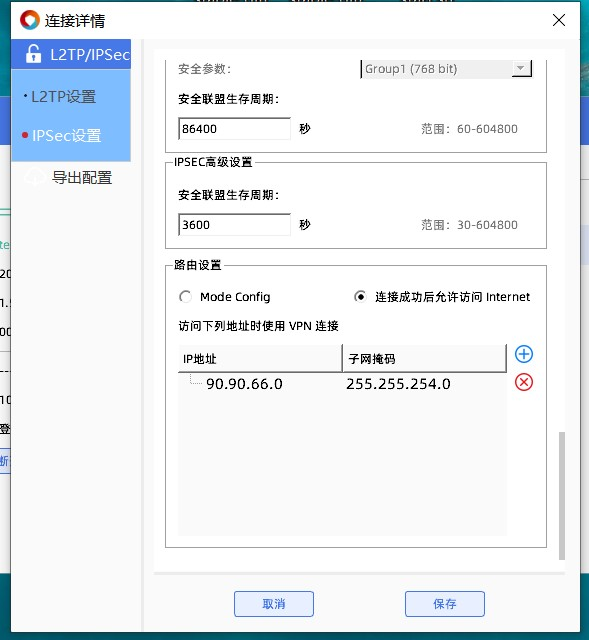 连接详情
L2TP/IPSec
L2TP设置
IPSec设置
导出配置
安全参数:
Group1 (768 bit)
安全联盟生存周期:
86400 秒 范围: 60-604800
IPSEC高级设置
安全联盟生存周期:
3600 秒 范围: 30-604800
路由设置
Mode Config 连接成功后允许访问 Internet
访问下列地址时使用 VPN 连接
IP地址 子网掩码
90.90.66.0 255.255.254.0
取消 保存